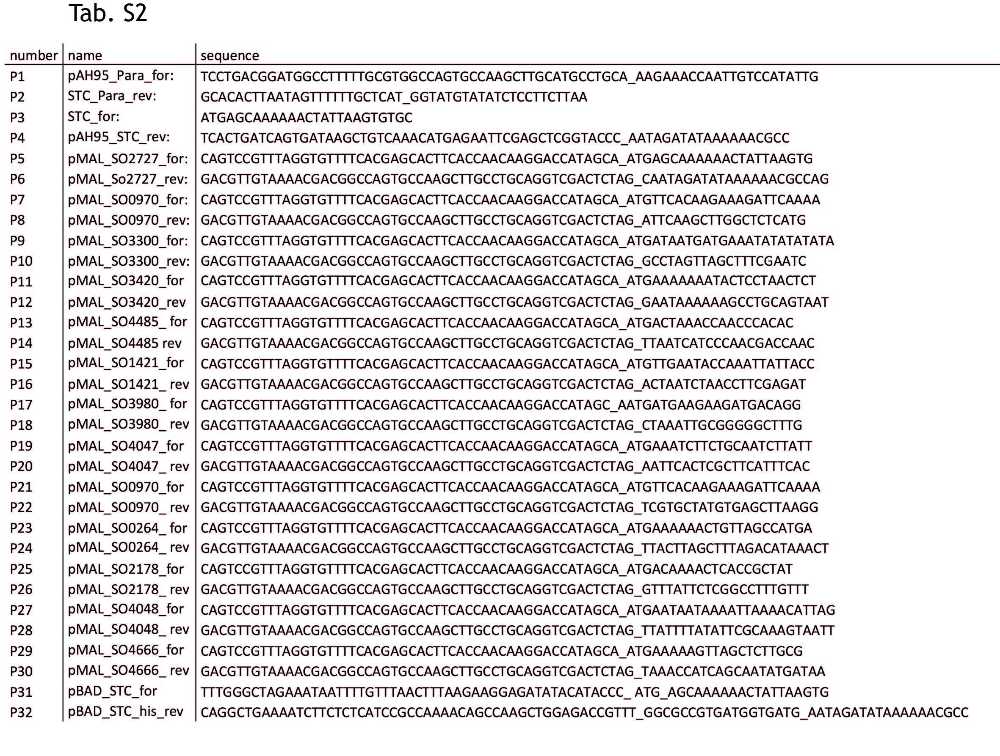 Tab. S2
number name sequence
P1 pAH95_Para_for: TCCTGACGGATGGCCTTTTTGCGTGGCCAGTGCCAAGCTTGCATGCCTGCA_AAGAAACCAATTGTCCATATTG
P2 STC_Para_rev: GCACACTTAATAGTTTTTTGCTCAT_GGTATGTATATCTCCTTCTTAA
P3 STC_for: ATGAGCAAAAAACTATTAAGTGTGC
P4 pAH95_STC_rev: TCACTGATCAGTGATAAGCTGTCAAACATGAGAATTCGAGCTCGGTACCC_AATAGATATAAAAAACGCC
P5 pMAL_SO2727_for: CAGTCCGTTTAGGTGTTTTCACGAGCACTTCACCAACAAGGACCATAGCA_ATGAGCAAAAAACTATTAAGTG
P6 pMAL_So2727_rev: GACGTTGTAAAACGACGGCCAGTGCCAAGCTTGCCTGCAGGTCGACTCTAG_CAATAGATATAAAAAACGCCAG
P7 pMAL_SO0970_for: CAGTCCGTTTAGGTGTTTTCACGAGCACTTCACCAACAAGGACCATAGCA_ATGTTCACAAGAAAGATTCAAAA
P8 pMAL_SO0970_rev: GACGTTGTAAAACGACGGCCAGTGCCAAGCTTGCCTGCAGGTCGACTCTAG_ATTCAAGCTTGGCTCTCATG
P9 pMAL_SO3300_for: CAGTCCGTTTAGGTGTTTTCACGAGCACTTCACCAACAAGGACCATAGCA_ATGATAATGATGAAATATATATATA
P10 pMAL_SO3300_rev: GACGTTGTAAAACGACGGCCAGTGCCAAGCTTGCCTGCAGGTCGACTCTAG_GCCTAGTTAGCTTTCGAATC
P11 pMAL_SO3420_for CAGTCCGTTTAGGTGTTTTCACGAGCACTTCACCAACAAGGACCATAGCA_ATGAAAAAAATACTCCTAACTCT
P12 pMAL_SO3420_rev GACGTTGTAAAACGACGGCCAGTGCCAAGCTTGCCTGCAGGTCGACTCTAG_GAATAAAAAAGCCTGCAGTAAT
P13 pMAL_SO4485_ for CAGTCCGTTTAGGTGTTTTCACGAGCACTTCACCAACAAGGACCATAGCA_ATGACTAAACCAACCCACAC
P14 pMAL_SO4485 rev GACGTTGTAAAACGACGGCCAGTGCCAAGCTTGCCTGCAGGTCGACTCTAG_TTAATCATCCCAACGACCAAC
P15 pMAL_SO1421_for CAGTCCGTTTAGGTGTTTTCACGAGCACTTCACCAACAAGGACCATAGCA_ATGTTGAATACCAAATTATTACC
P16 pMAL_SO1421_ rev GACGTTGTAAAACGACGGCCAGTGCCAAGCTTGCCTGCAGGTCGACTCTAG_ACTAATCTAACCTTCGAGAT
P17 pMAL_SO3980_ for CAGTCCGTTTAGGTGTTTTCACGAGCACTTCACCAACAAGGACCATAGC_AATGATGAAGAAGATGACAGG
P18 pMAL_SO3980_ rev GACGTTGTAAAACGACGGCCAGTGCCAAGCTTGCCTGCAGGTCGACTCTAG_CTAAATTGCGGGGGCTTTG
P19 pMAL_SO4047_for CAGTCCGTTTAGGTGTTTTCACGAGCACTTCACCAACAAGGACCATAGCA_ATGAAATCTTCTGCAATCTTATT
P20 pMAL_SO4047_ rev GACGTTGTAAAACGACGGCCAGTGCCAAGCTTGCCTGCAGGTCGACTCTAG_AATTCACTCGCTTCATTTCAC
P21 pMAL_SO0970_for CAGTCCGTTTAGGTGTTTTCACGAGCACTTCACCAACAAGGACCATAGCA_ATGTTCACAAGAAAGATTCAAAA
P22 pMAL_SO0970_ rev GACGTTGTAAAACGACGGCCAGTGCCAAGCTTGCCTGCAGGTCGACTCTAG_TCGTGCTATGTGAGCTTAAGG
P23 pMAL_SO0264_ for CAGTCCGTTTAGGTGTTTTCACGAGCACTTCACCAACAAGGACCATAGCA_ATGAAAAAACTGTTAGCCATGA
P24 pMAL_SO0264_ rev GACGTTGTAAAACGACGGCCAGTGCCAAGCTTGCCTGCAGGTCGACTCTAG_TTACTTAGCTTTAGACATAAACT
P25 pMAL_SO2178_for CAGTCCGTTTAGGTGTTTTCACGAGCACTTCACCAACAAGGACCATAGCA_ATGACAAAACTCACCGCTAT
P26 pMAL_SO2178_ rev GACGTTGTAAAACGACGGCCAGTGCCAAGCTTGCCTGCAGGTCGACTCTAG_GTTTATTCTCGGCCTTTGTTT
P27 pMAL_SO4048_for CAGTCCGTTTAGGTGTTTTCACGAGCACTTCACCAACAAGGACCATAGCA_ATGAATAATAAAATTAAAACATTAG
P28 pMAL_SO4048_ rev GACGTTGTAAAACGACGGCCAGTGCCAAGCTTGCCTGCAGGTCGACTCTAG_TTATTTTATATTCGCAAAGTAATT
P29 pMAL_SO4666_for CAGTCCGTTTAGGTGTTTTCACGAGCACTTCACCAACAAGGACCATAGCA_ATGAAAAAGTTAGCTCTTGCG
P30 pMAL_SO4666_ rev GACGTTGTAAAACGACGGCCAGTGCCAAGCTTGCCTGCAGGTCGACTCTAG_TAAACCATCAGCAATATGATAA
P31 pBAD_STC_for TTTGGGCTAGAAATAATTTTGTTTAACTTTAAGAAGGAGATATACATACCC_ ATG_AGCAAAAAACTATTAAGTG
P32 pBAD_STC_his_rev CAGGCTGAAAATCTTCTCTCATCCGCCAAAACAGCCAAGCTGGAGACCGTTT_GGCGCCGTGATGGTGATG_AATAGATATAAAAAACGCC